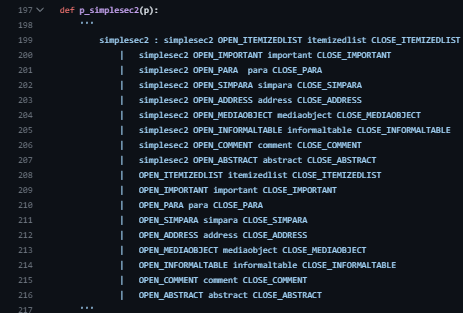 197 def p_simplesec2(p):
198 '''
199 simplesec2 : simplesec2 OPEN_ITEMIZEDLIST itemizedlist CLOSE_ITEMIZEDLIST
200 | simplesec2 OPEN_IMPORTANT important CLOSE_IMPORTANT
201 | simplesec2 OPEN_PARA  para CLOSE_PARA
202 | simplesec2 OPEN_SIMPARA simpara CLOSE_SIMPARA
203 | simplesec2 OPEN_ADDRESS address CLOSE_ADDRESS
204 | simplesec2 OPEN_MEDIAOBJECT mediaobject CLOSE_MEDIAOBJECT
205 | simplesec2 OPEN_INFORMALTABLE informaltable CLOSE_INFORMALTABLE
206 | simplesec2 OPEN_COMMENT comment CLOSE_COMMENT
207 | simplesec2 OPEN_ABSTRACT abstract CLOSE_ABSTRACT
208 | OPEN_ITEMIZEDLIST itemizedlist CLOSE_ITEMIZEDLIST
209 | OPEN_IMPORTANT important CLOSE_IMPORTANT
210 | OPEN_PARA para CLOSE_PARA
211 | OPEN_SIMPARA simpara CLOSE_SIMPARA
212 | OPEN_ADDRESS address CLOSE_ADDRESS
213 | OPEN_MEDIAOBJECT mediaobject CLOSE_MEDIAOBJECT
214 | OPEN_INFORMALTABLE informaltable CLOSE_INFORMALTABLE
215 | OPEN_COMMENT comment CLOSE_COMMENT
216 | OPEN_ABSTRACT abstract CLOSE_ABSTRACT
217 '''